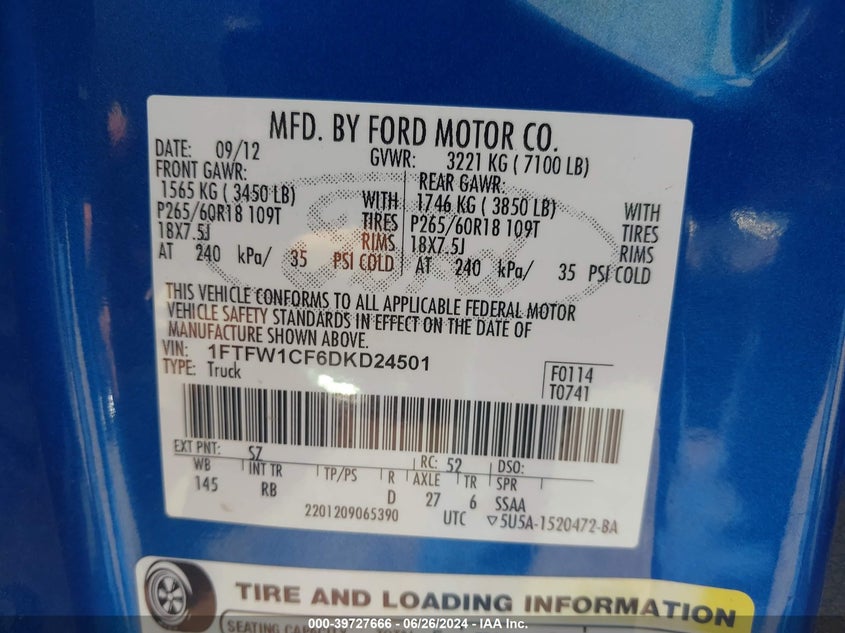 MFD. BY FORD MOTOR CO.
DATE: 09/12 GVWR: 3221 KG ( 7100 LB)
FRONT GAWR: REAR GAWR:
1565 KG ( 3450 LB) WITH 1746 KG ( 3850 LB) WITH
P265/60R18 109T TIRES P265/60R18 109T TIRES
18X7.5J RIMS 18X7.5J RIMS
AT 240 kPa/ 35 PSI COLD AT 240 kPa/ 35 PSI COLD
THIS VEHICLE CONFORMS TO ALL APPLICABLE FEDERAL MOTOR
VEHICLE SAFETY STANDARDS IN EFFECT ON THE DATE OF
MANUFACTURE SHOWN ABOVE.
VIN: 1FTFW1CF6DKD24501
TYPE: Truck
F0114
T0741
EXT PNT: SZ RC: 52 DSO:
WB INT TR TP/PS R AXLE TR SPR
145 RB D 27 6 SSAA
2201209065390 UTC ▽5U5A-1520472-BA
TIRE AND LOADING INFORMATION
SEATING CAPACITY
000-39727666 - 06/26/2024 - IAA Inc.